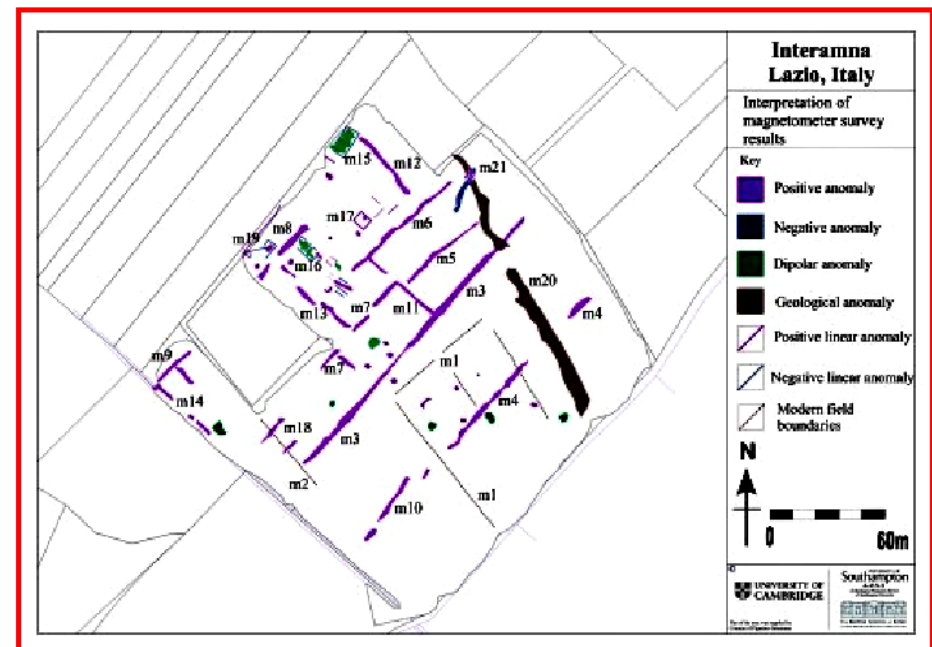 Interamna
Lazio, Italy
Interpretation of
magnetometer survey
results
Key
Positive anomaly
Negative anomaly
Dipolar anomaly
Geological anomaly
Positive linear anomaly
Negative linear anomaly
Modern field
boundaries
N
0 60m
UNIVERSITY OF
CAMBRIDGE
Southampton
m15
m12
m21
m17
m6
m19
m8
m16
m5
m20
m3
m13
m7
m11
m4
m9
m7
m1
m14
m4
m18
m3
m2
m1
m10